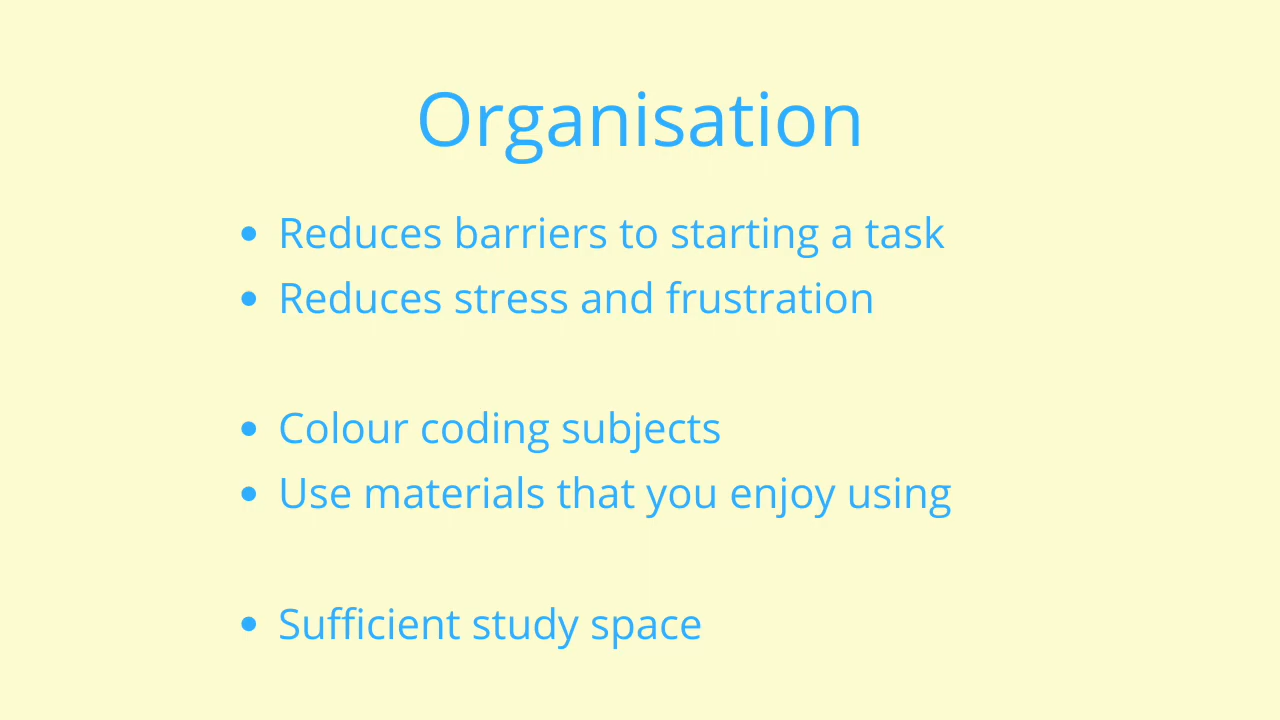 Organisation
• Reduces barriers to starting a task
• Reduces stress and frustration
• Colour coding subjects
• Use materials that you enjoy using
• Sufficient study space